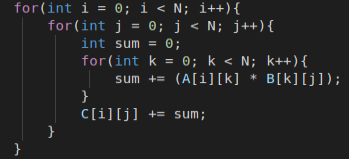 for(int i = 0; i < N; i++){
    for(int j = 0; j < N; j++){
        int sum = 0;
        for(int k = 0; k < N; k++){
            sum += (A[i][k] * B[k][j]);
        }
        C[i][j] += sum;
    }
}